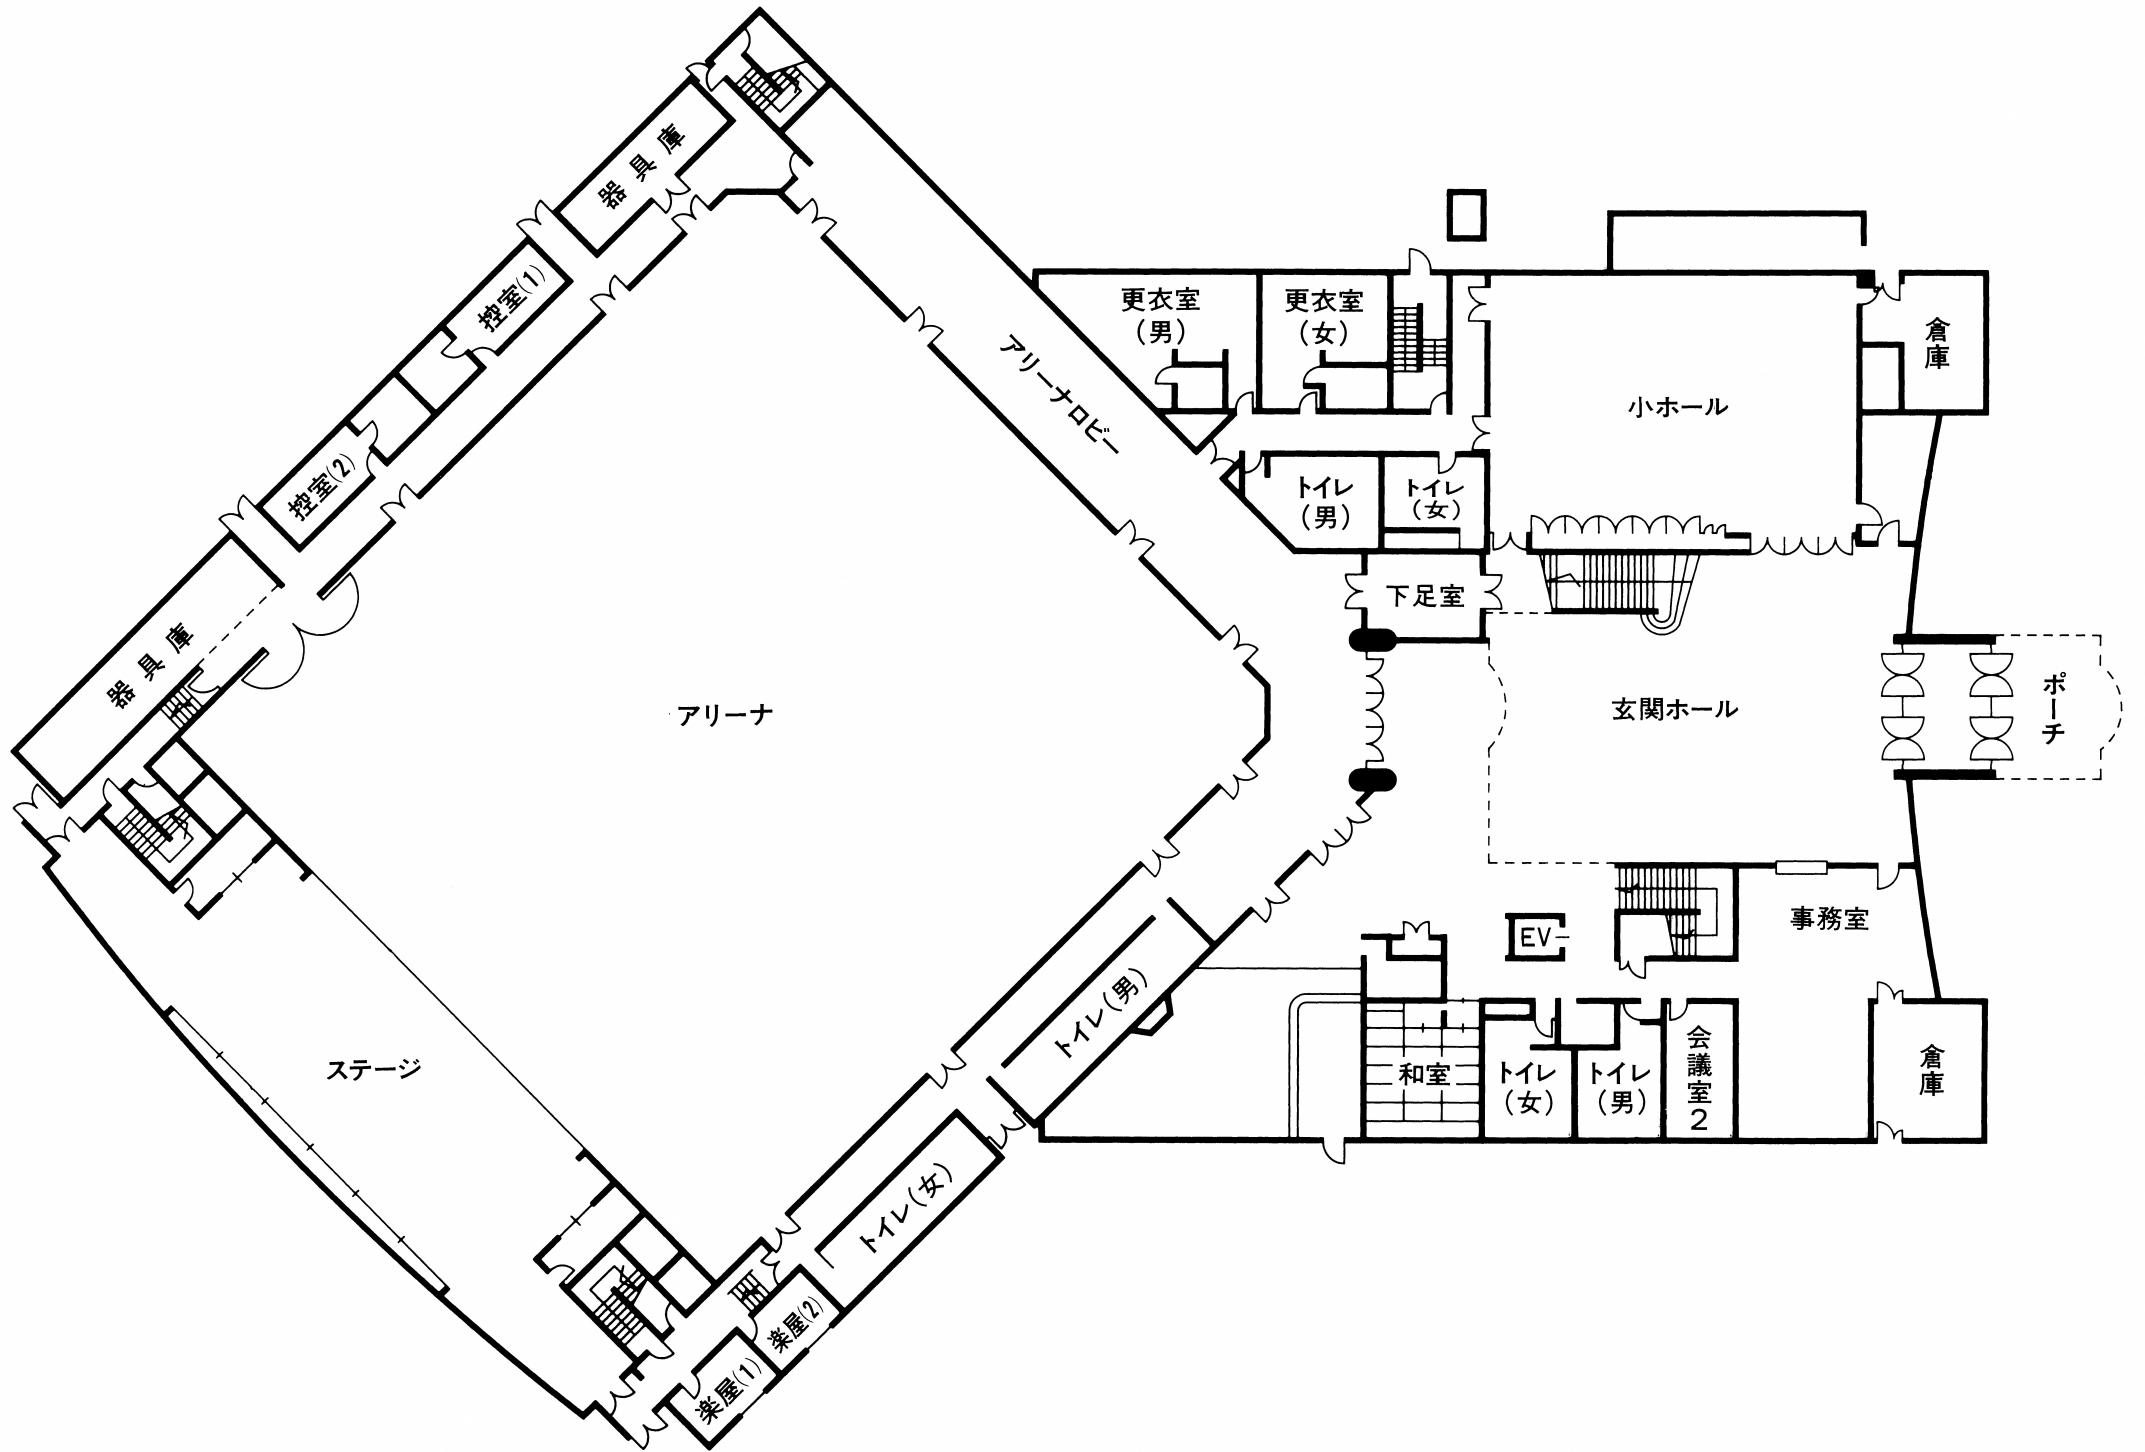 器具庫
控室(1)
控室(2)
器具庫
アリーナロビー
更衣室
(男)
更衣室
(女)
小ホール
倉庫
トイレ
(男)
トイレ
(女)
下足室
アリーナ
玄関ホール
ポーチ
EV
事務室
ステージ
トイレ(男)
トイレ(女)
楽屋(2)
楽屋(1)
和室
トイレ
(女)
トイレ
(男)
会議室2
倉庫